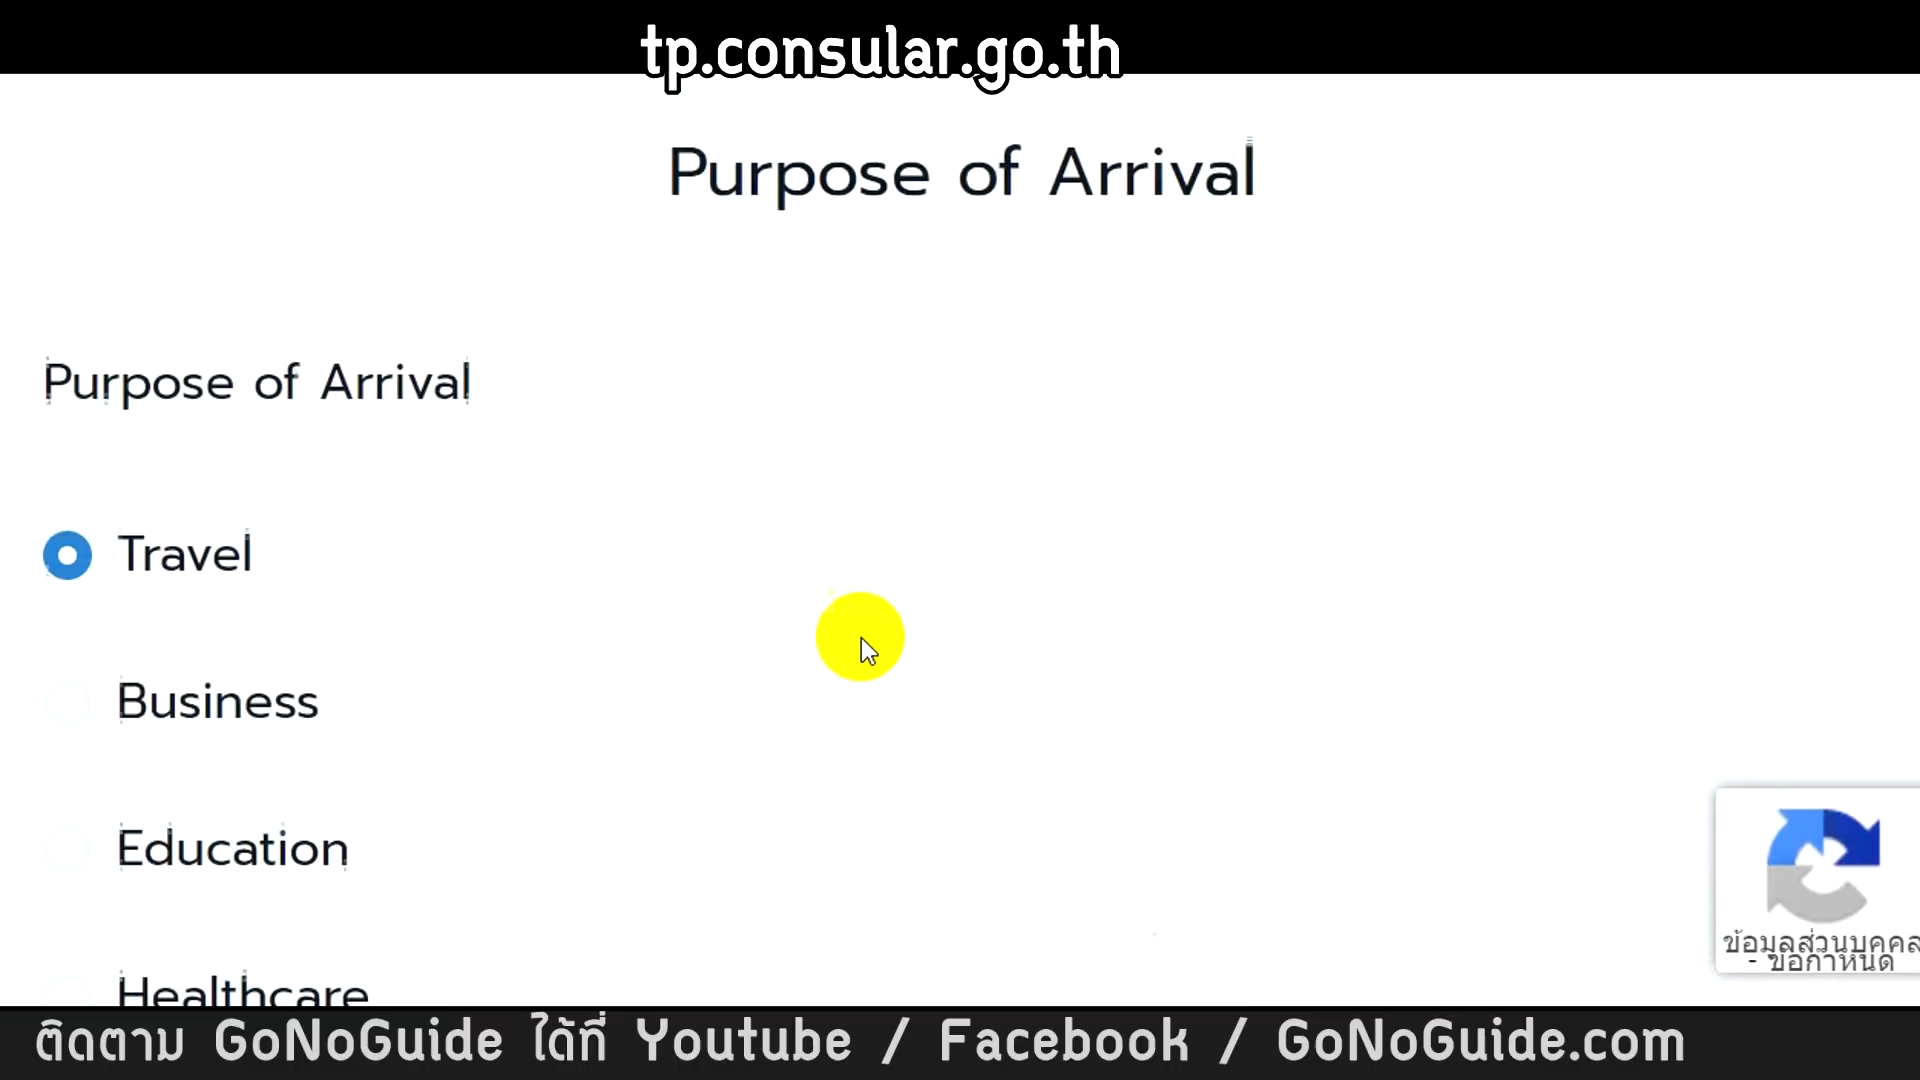 tp.consular.go.th
Purpose of Arrival
Purpose of Arrival
Travel
Business
Education
Healthcare
ข้อมูลส่วนบุคคล
- ข้อกำหนด
ติดตาม GoNoGuide ได้ที่ Youtube / Facebook / GoNoGuide.com